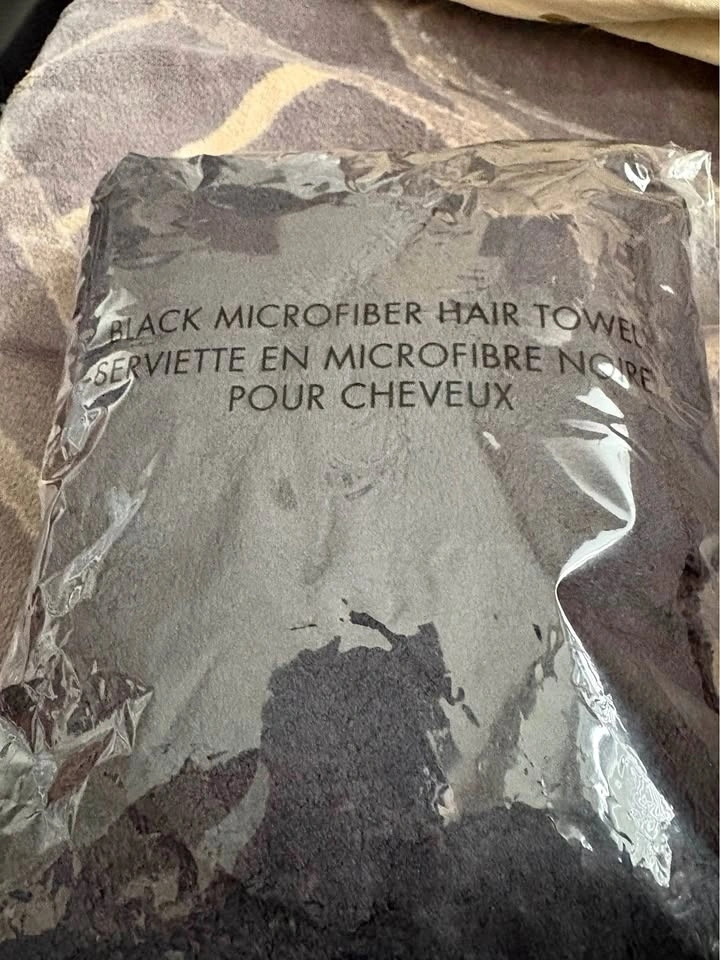 BLACK MICROFIBER HAIR TOWEL
SERVIETTE EN MICROFIBRE NOIRE
POUR CHEVEUX